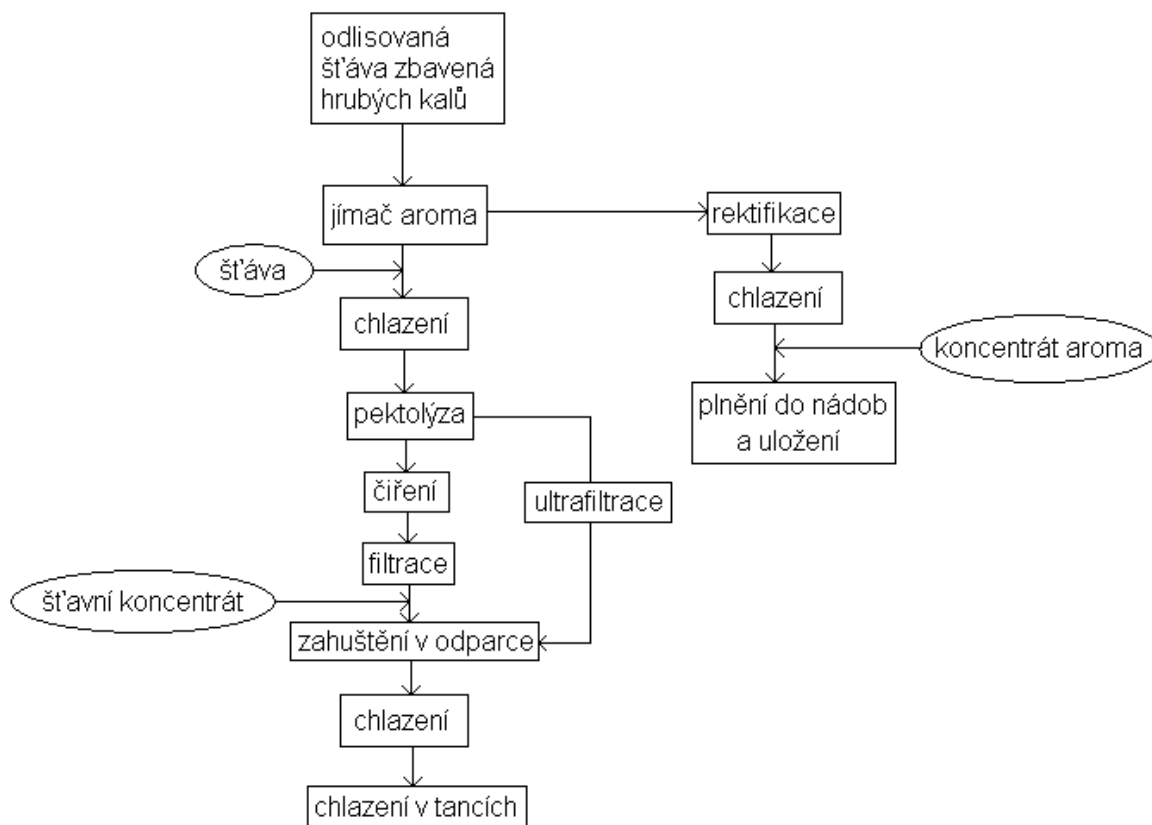 odlisovaná
šťáva zbavená
hrubých kalů
jímač aroma
rektifikace
šťáva
chlazení
chlazení
koncentrát aroma
pektolýza
plnění do nádob
a uložení
čiření
ultrafiltrace
filtrace
šťavní koncentrát
zahuštění v odparce
chlazení
chlazení v tancích